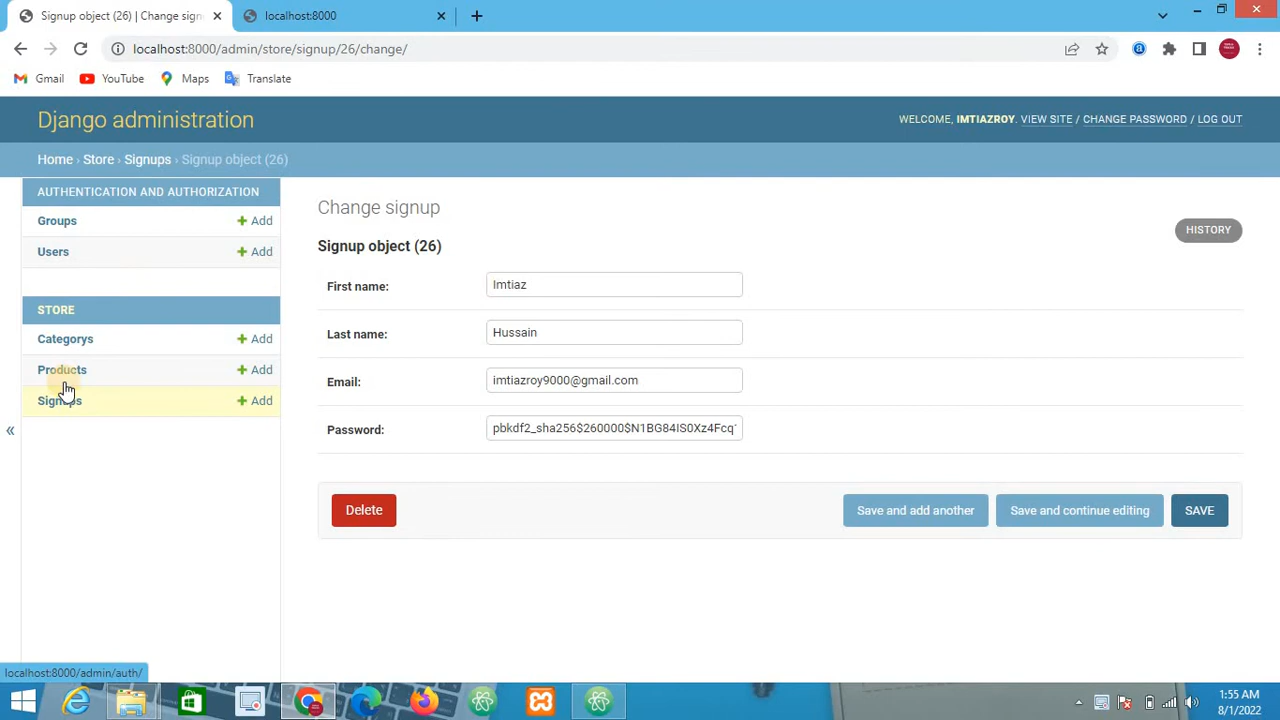 Signup object (26) | Change sign
localhost:8000
localhost:8000/admin/store/signup/26/change/
Gmail
YouTube
Maps
Translate
Django administration
WELCOME, IMTIAZROY. VIEW SITE / CHANGE PASSWORD / LOG OUT
Home › Store › Signups › Signup object (26)
AUTHENTICATION AND AUTHORIZATION
Groups + Add
Users + Add
STORE
Categorys + Add
Products + Add
Signups + Add
«
Change signup
HISTORY
Signup object (26)
First name: Imtiaz
Last name: Hussain
Email: imtiazroy9000@gmail.com
Password: pbkdf2_sha256$260000$N1BG84IS0Xz4Fcq
Delete
Save and add another
Save and continue editing
SAVE
localhost:8000/admin/auth/
1:55 AM
8/1/2022